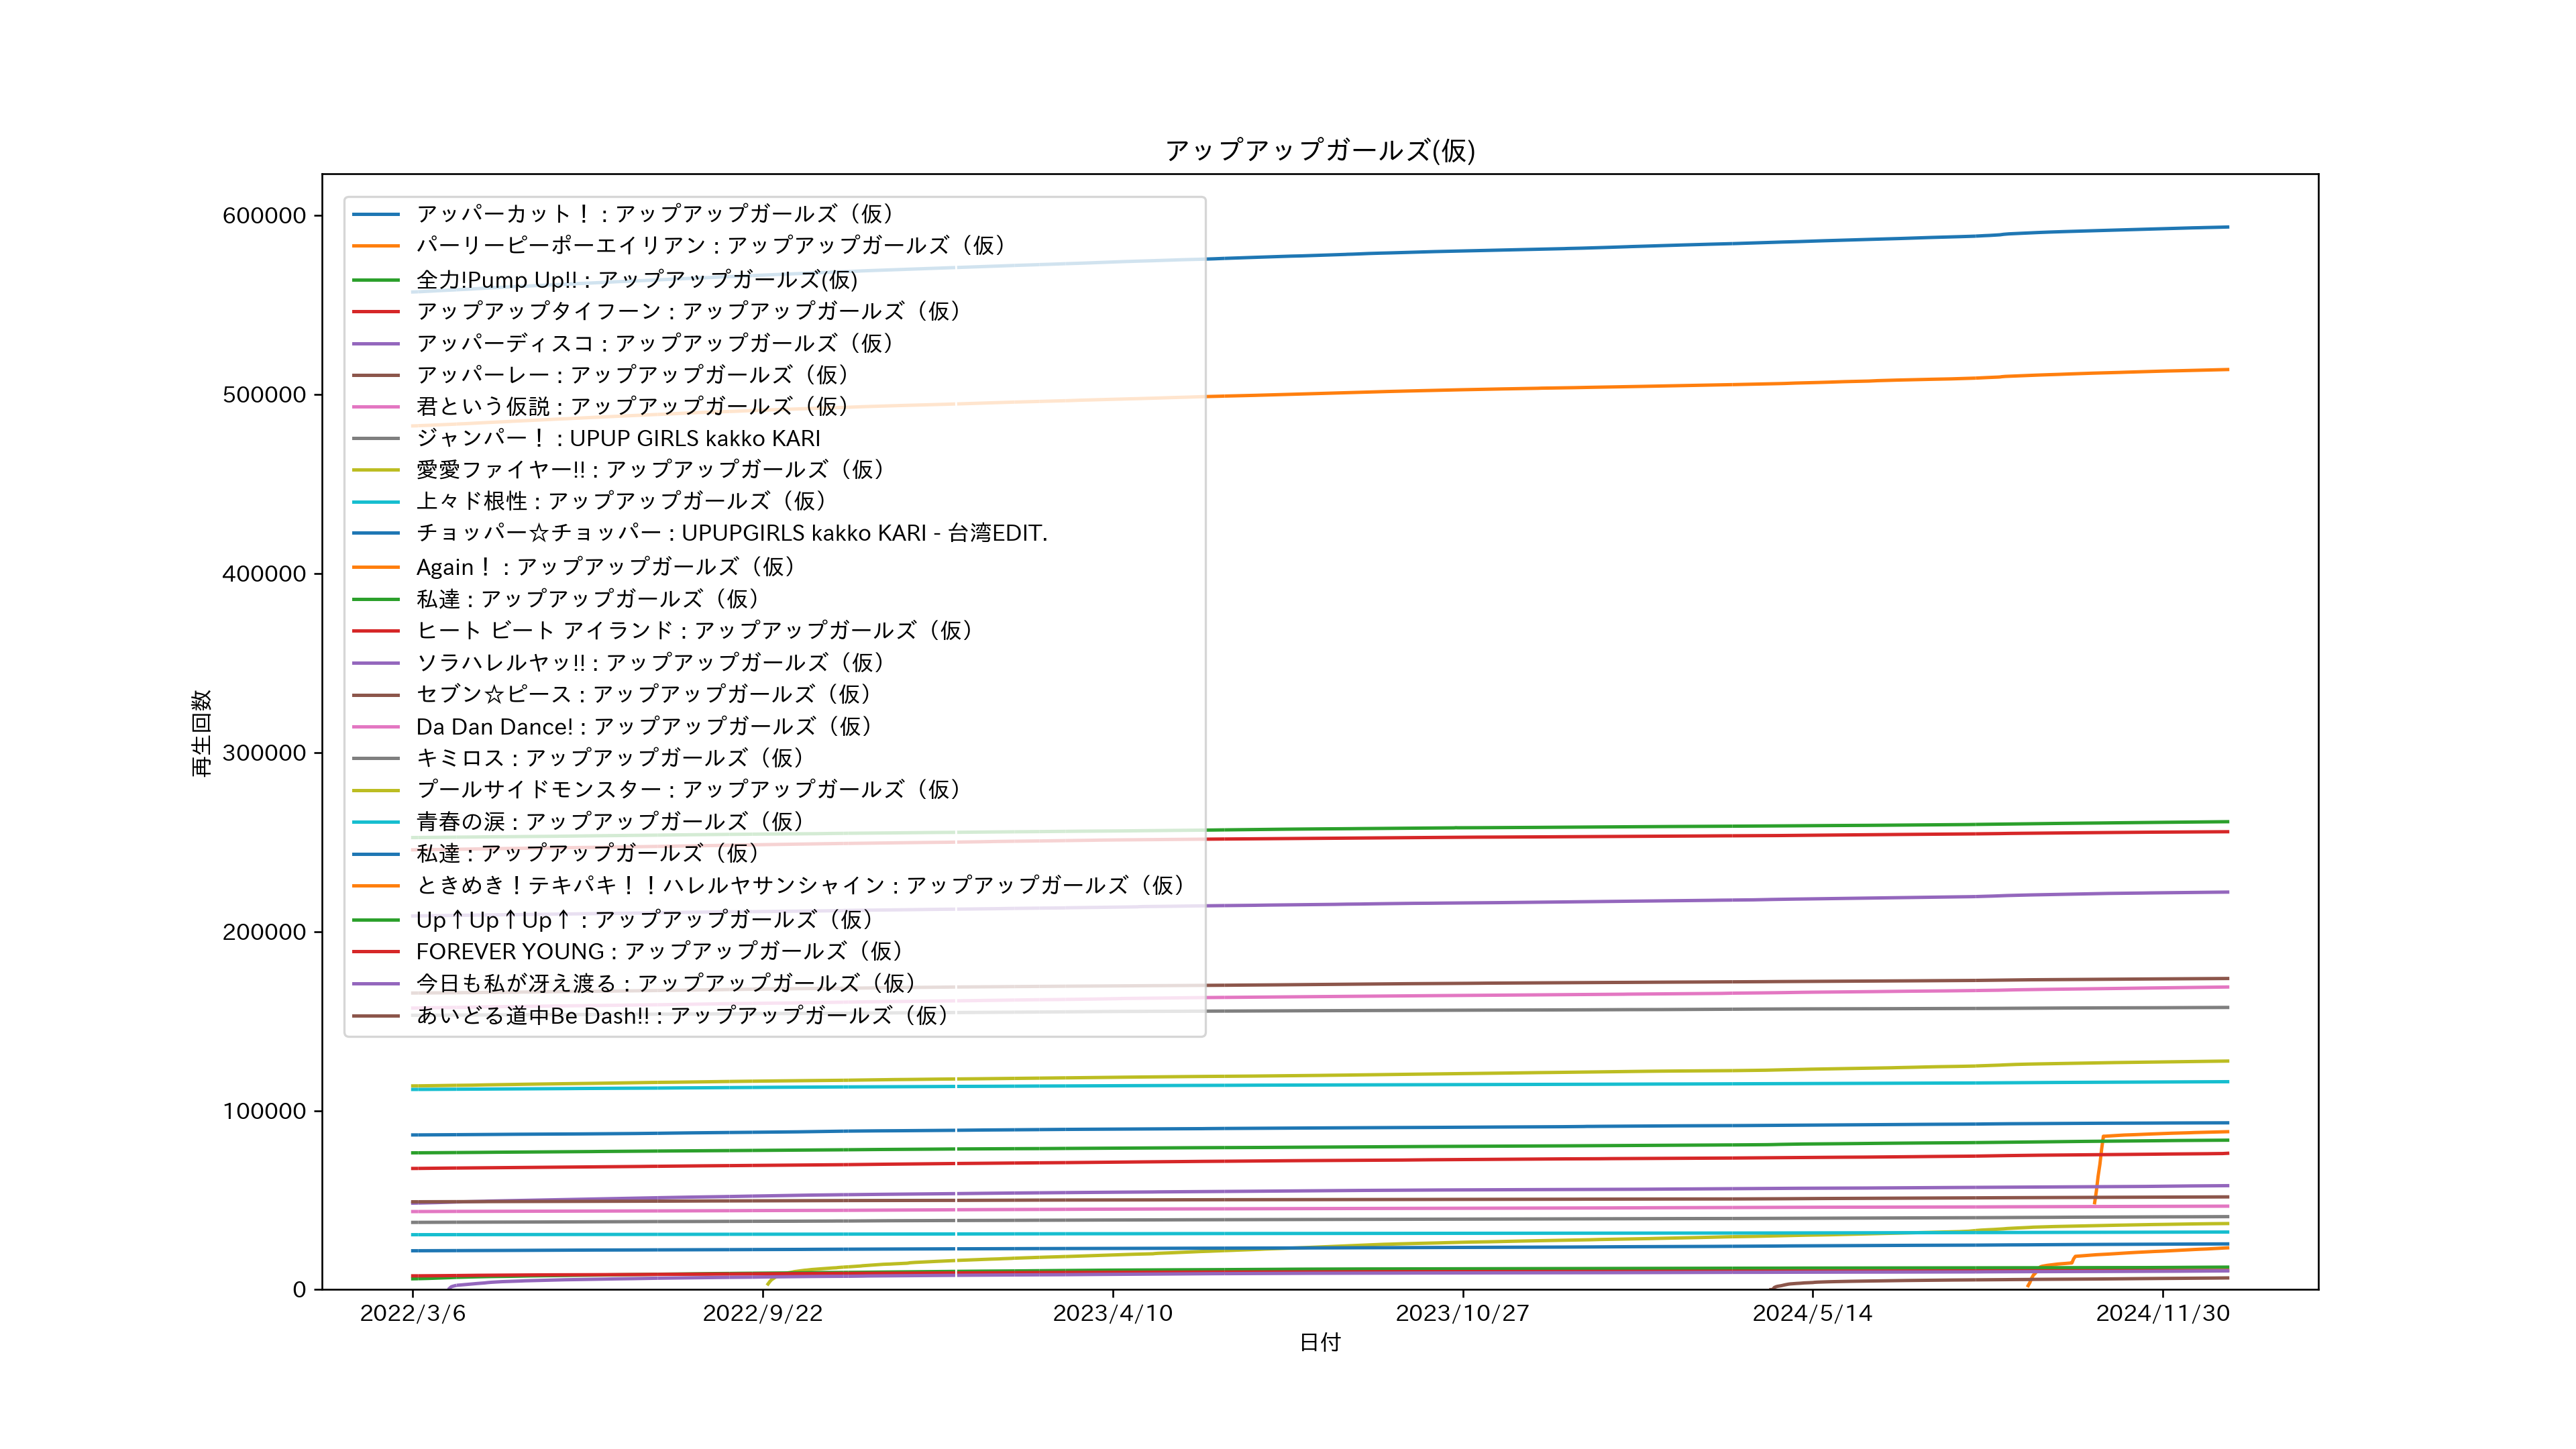 アップアップガールズ(仮)
600000
500000
400000
300000
200000
100000
0
再生回数
アッパーカット！ : アップアップガールズ（仮）
パーリーピーポーエイリアン : アップアップガールズ（仮）
全力!Pump Up!! : アップアップガールズ(仮)
アップアップタイフーン : アップアップガールズ（仮）
アッパーディスコ : アップアップガールズ（仮）
アッパーレー : アップアップガールズ（仮）
君という仮説 : アップアップガールズ（仮）
ジャンパー！ : UPUP GIRLS kakko KARI
愛愛ファイヤー!! : アップアップガールズ（仮）
上々ド根性 : アップアップガールズ（仮）
チョッパー☆チョッパー : UPUPGIRLS kakko KARI - 台湾EDIT.
Again！ : アップアップガールズ（仮）
私達 : アップアップガールズ（仮）
ヒート ビート アイランド : アップアップガールズ（仮）
ソラハレルヤッ!! : アップアップガールズ（仮）
セブン☆ピース : アップアップガールズ（仮）
Da Dan Dance! : アップアップガールズ（仮）
キミロス : アップアップガールズ（仮）
プールサイドモンスター : アップアップガールズ（仮）
青春の涙 : アップアップガールズ（仮）
私達 : アップアップガールズ（仮）
ときめき！テキパキ！！ハレルヤサンシャイン : アップアップガールズ（仮）
Up↑Up↑Up↑ : アップアップガールズ（仮）
FOREVER YOUNG : アップアップガールズ（仮）
今日も私が冴え渡る : アップアップガールズ（仮）
あいどる道中Be Dash!! : アップアップガールズ（仮）
2022/3/6 2022/9/22 2023/4/10 2023/10/27 2024/5/14 2024/11/30
日付